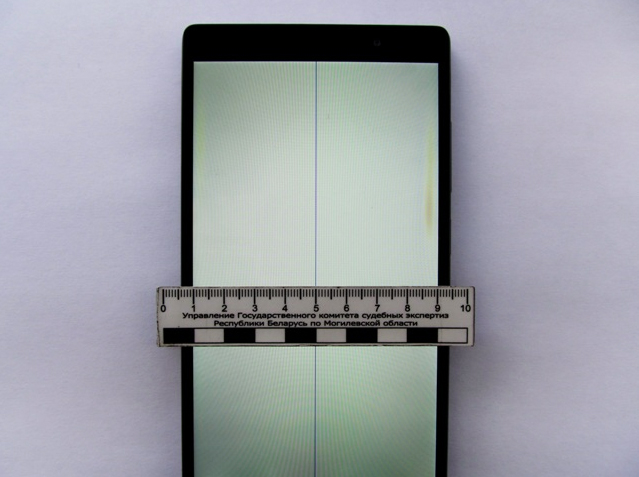 0 1 2 3 4 5 6 7 8 9 10
Управление Государственного комитета судебных экспертиз
Республики Беларусь по Могилевской области